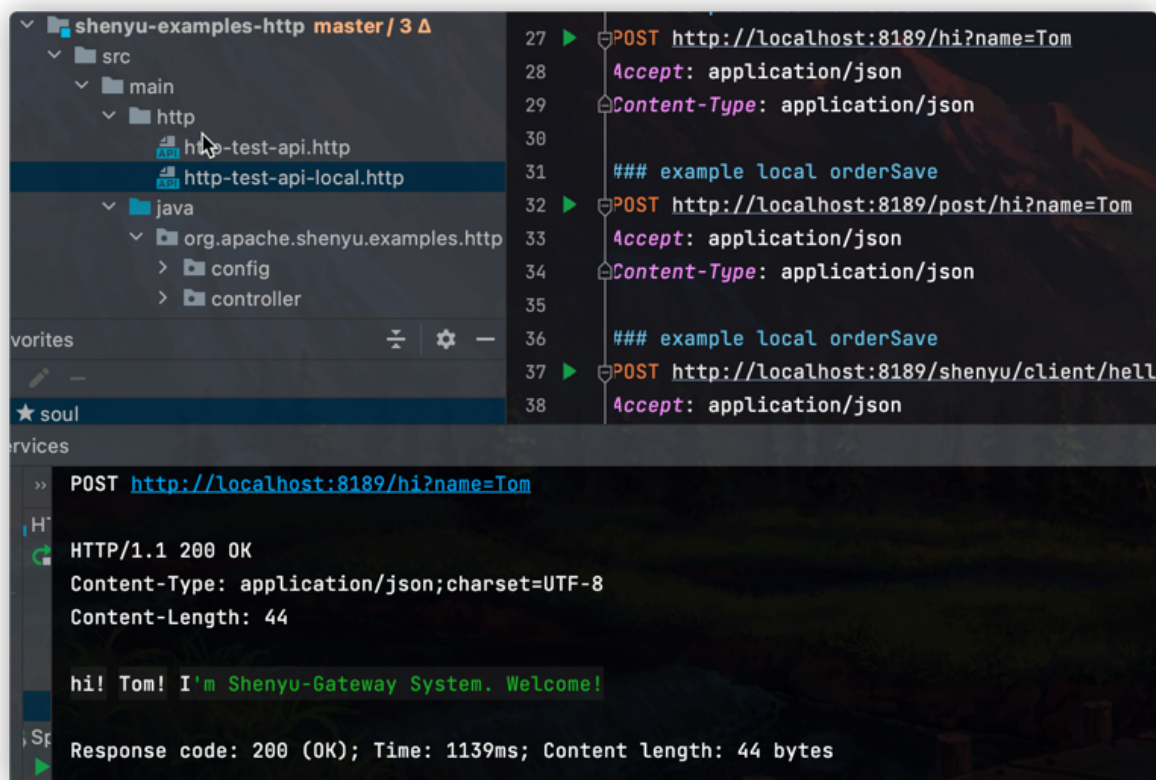 shenyu-examples-http master / 3 Δ
src
main
http
http-test-api.http
http-test-api-local.http
java
org.apache.shenyu.examples.http
config
controller
vorites
soul
27 POST http://localhost:8189/hi?name=Tom
28 Accept: application/json
29 Content-Type: application/json
30
31 ### example local orderSave
32 POST http://localhost:8189/post/hi?name=Tom
33 Accept: application/json
34 Content-Type: application/json
35
36 ### example local orderSave
37 POST http://localhost:8189/shenyu/client/hell
38 Accept: application/json
ervices
» POST http://localhost:8189/hi?name=Tom
HT
HTTP/1.1 200 OK
Content-Type: application/json;charset=UTF-8
Content-Length: 44
hi! Tom! I'm Shenyu-Gateway System. Welcome!
Sp
Response code: 200 (OK); Time: 1139ms; Content length: 44 bytes